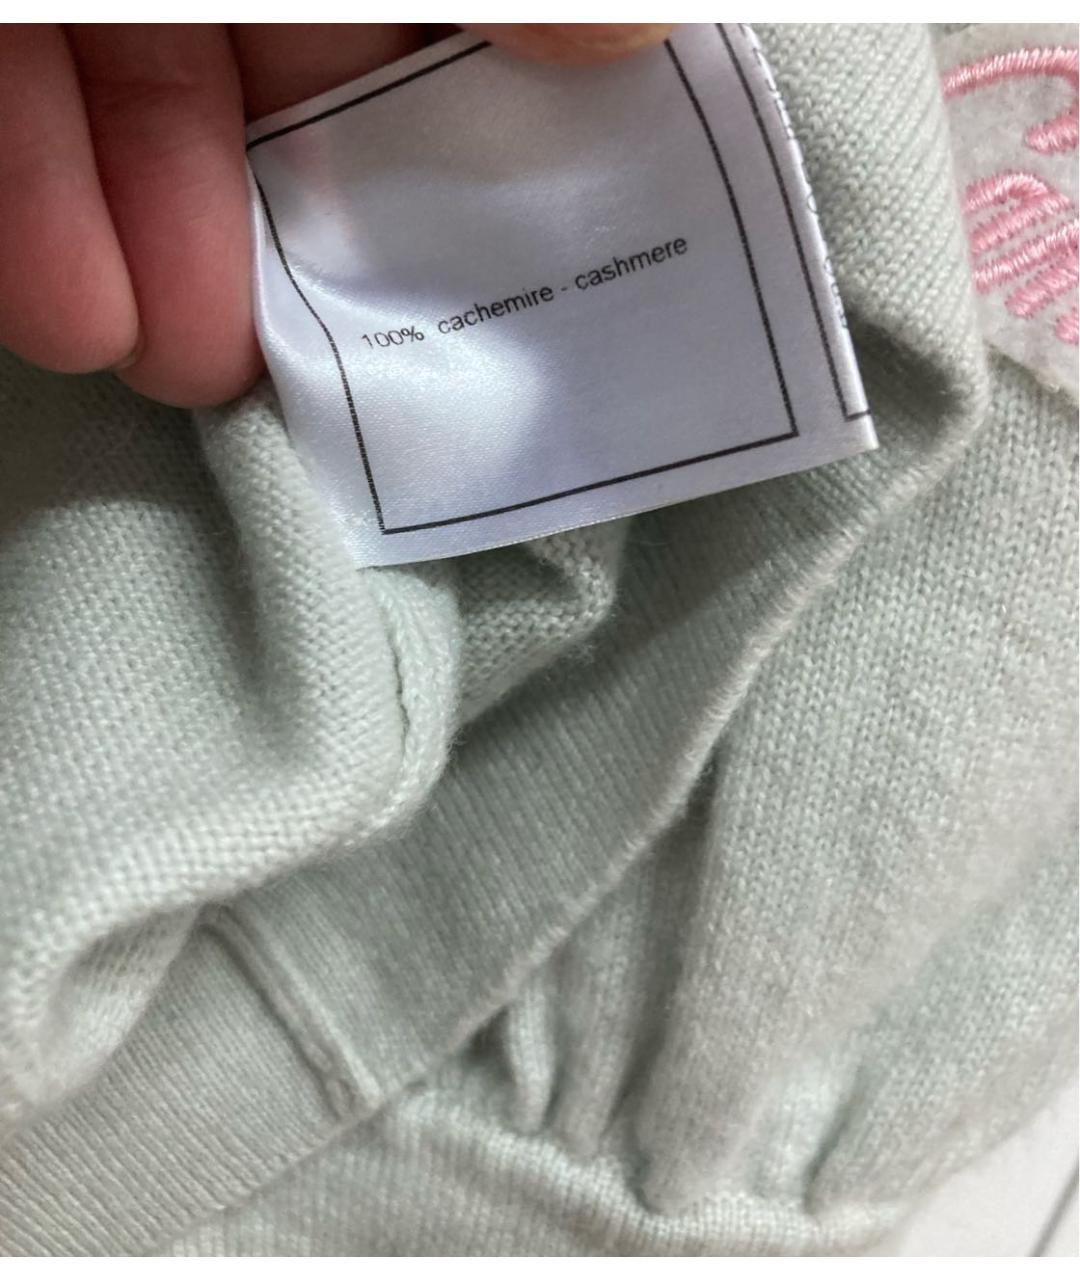 100% cachemire - cashmere